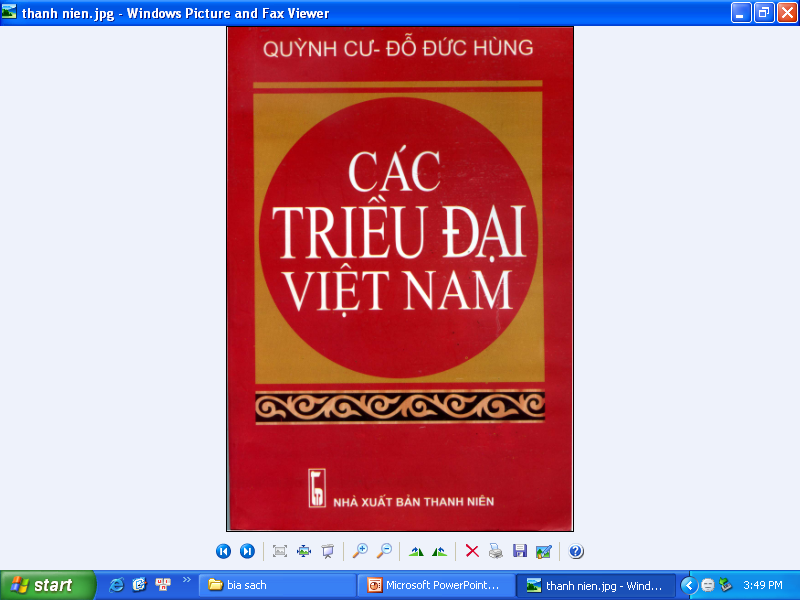 thanh nien.jpg - Windows Picture and Fax Viewer
QUỲNH CƯ- ĐỖ ĐỨC HÙNG
CÁC
TRIỀU ĐẠI
VIỆT NAM
NHÀ XUẤT BẢN THANH NIÊN
start
bia sach
Microsoft PowerPoint...
thanh nien.jpg - Wind...
3:49 PM